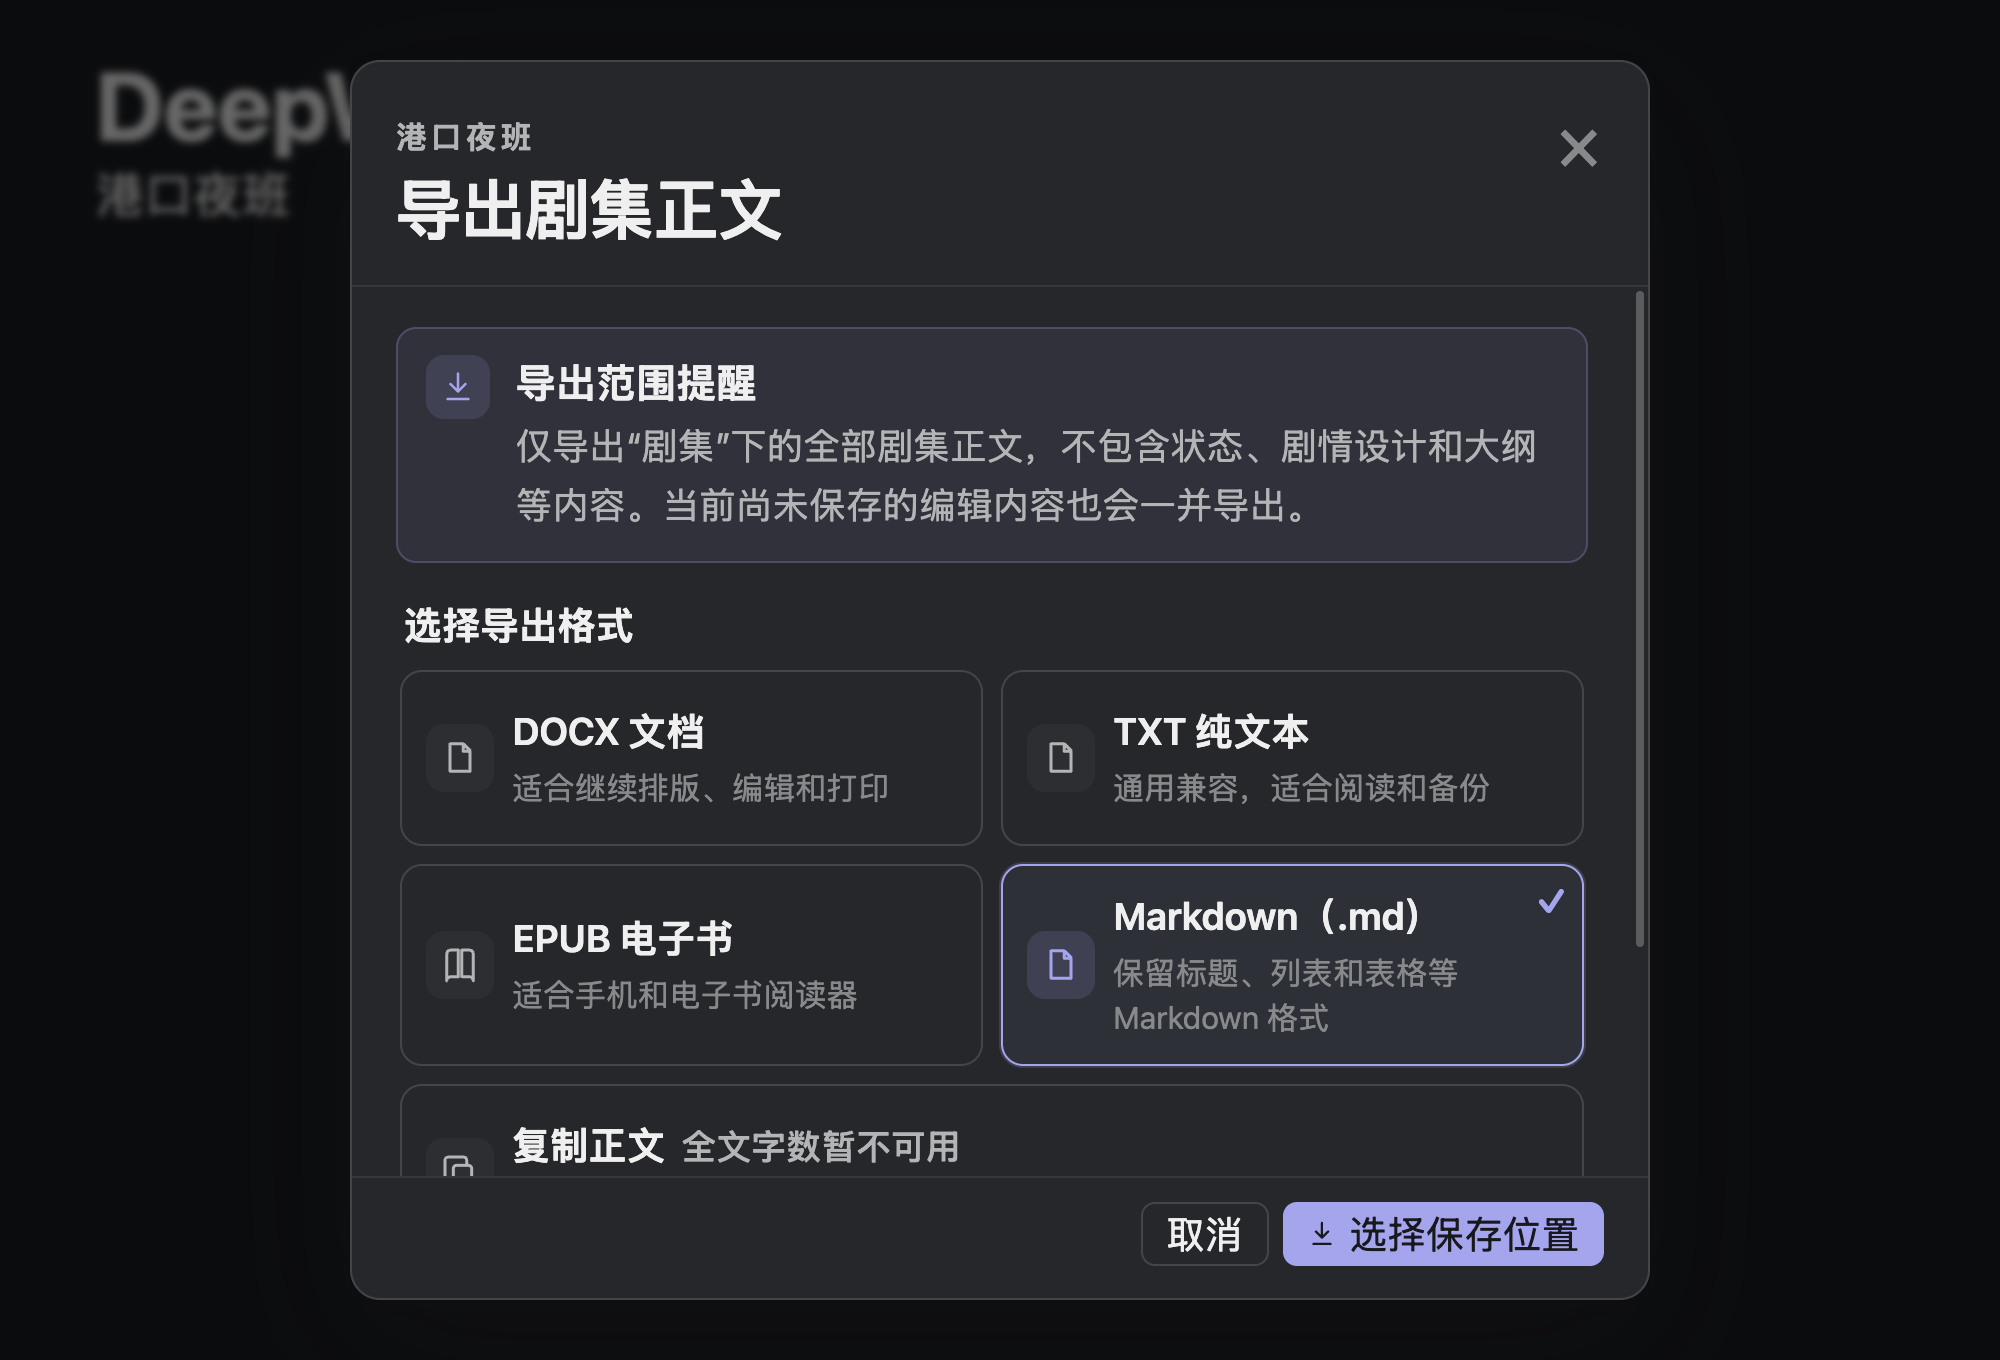 港口夜班
港口夜班
导出剧集正文
导出范围提醒
仅导出“剧集”下的全部剧集正文，不包含状态、剧情设计和大纲
等内容。当前尚未保存的编辑内容也会一并导出。
选择导出格式
DOCX 文档
适合继续排版、编辑和打印
TXT 纯文本
通用兼容，适合阅读和备份
EPUB 电子书
适合手机和电子书阅读器
Markdown（.md）
保留标题、列表和表格等
Markdown 格式
复制正文 全文字数暂不可用
取消
选择保存位置